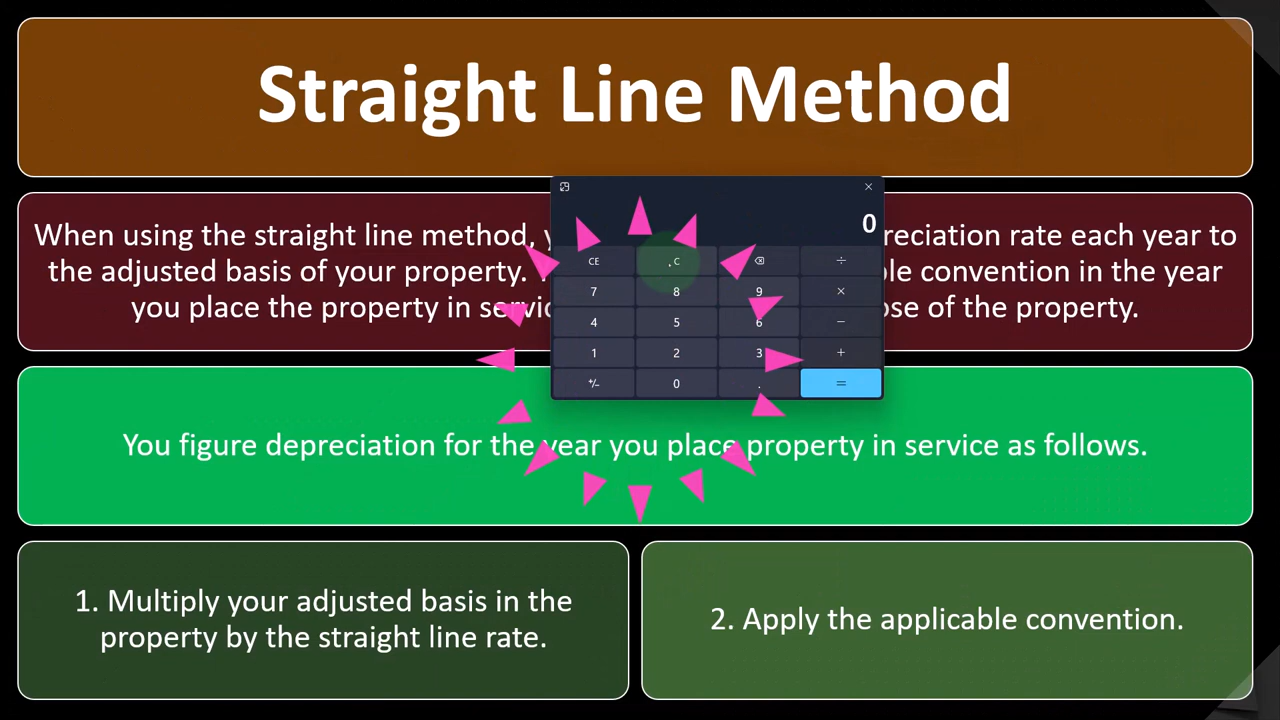 Straight Line Method
When using the straight line method, reciation rate each year to
the adjusted basis of your property. convention in the year
you place the property in of the property.
0
CE C ⌫ ÷
7 8 9 ×
4 5 6 −
1 2 3 +
+/− 0 . =
You figure depreciation for the year you place property in service as follows.
1. Multiply your adjusted basis in the
property by the straight line rate.
2. Apply the applicable convention.